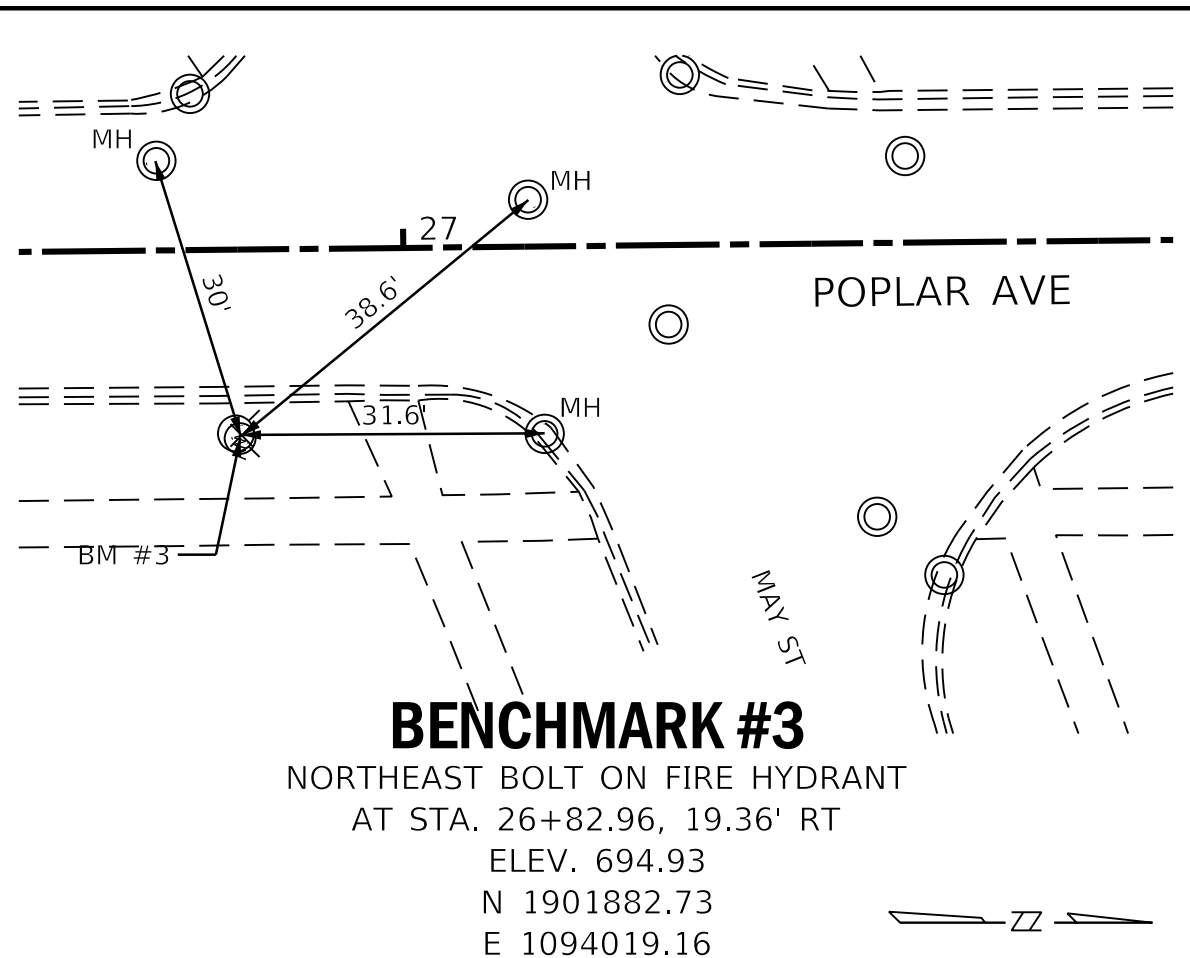 MH
MH
27
30'
38.6'
POPLAR AVE
31.6'
MH
BM #3
MAY ST
BENCHMARK #3
NORTHEAST BOLT ON FIRE HYDRANT
AT STA. 26+82.96, 19.36' RT
ELEV. 694.93
N 1901882.73
E 1094019.16
N